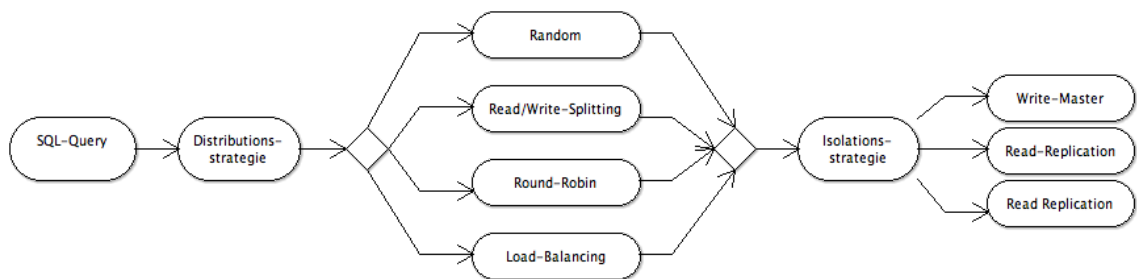 SQL-Query
Distributions-
strategie
Random
Read/Write-Splitting
Round-Robin
Load-Balancing
Isolations-
strategie
Write-Master
Read-Replication
Read Replication